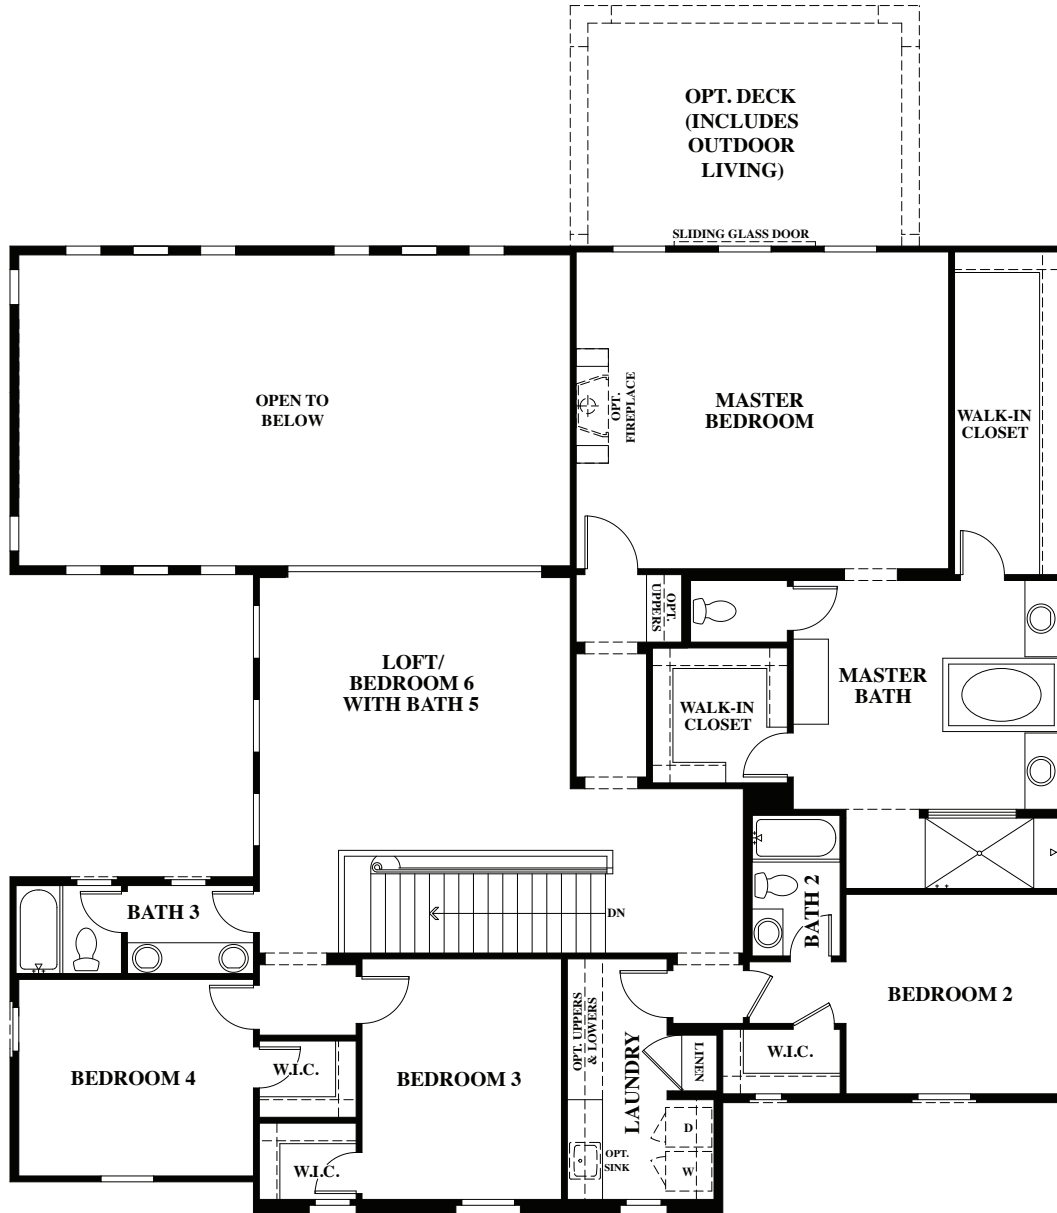 OPT. DECK
(INCLUDES
OUTDOOR
LIVING)
SLIDING GLASS DOOR
OPEN TO
BELOW
OPT.
FIREPLACE
MASTER
BEDROOM
WALK-IN
CLOSET
OPT.
UPPERS
LOFT/
BEDROOM 6
WITH BATH 5
WALK-IN
CLOSET
MASTER
BATH
BATH 3
DN
BATH 2
BEDROOM 2
OPT. UPPERS
& LOWERS
LAUNDRY
LINEN
W.I.C.
BEDROOM 4
W.I.C.
BEDROOM 3
D
W
OPT.
SINK
W.I.C.